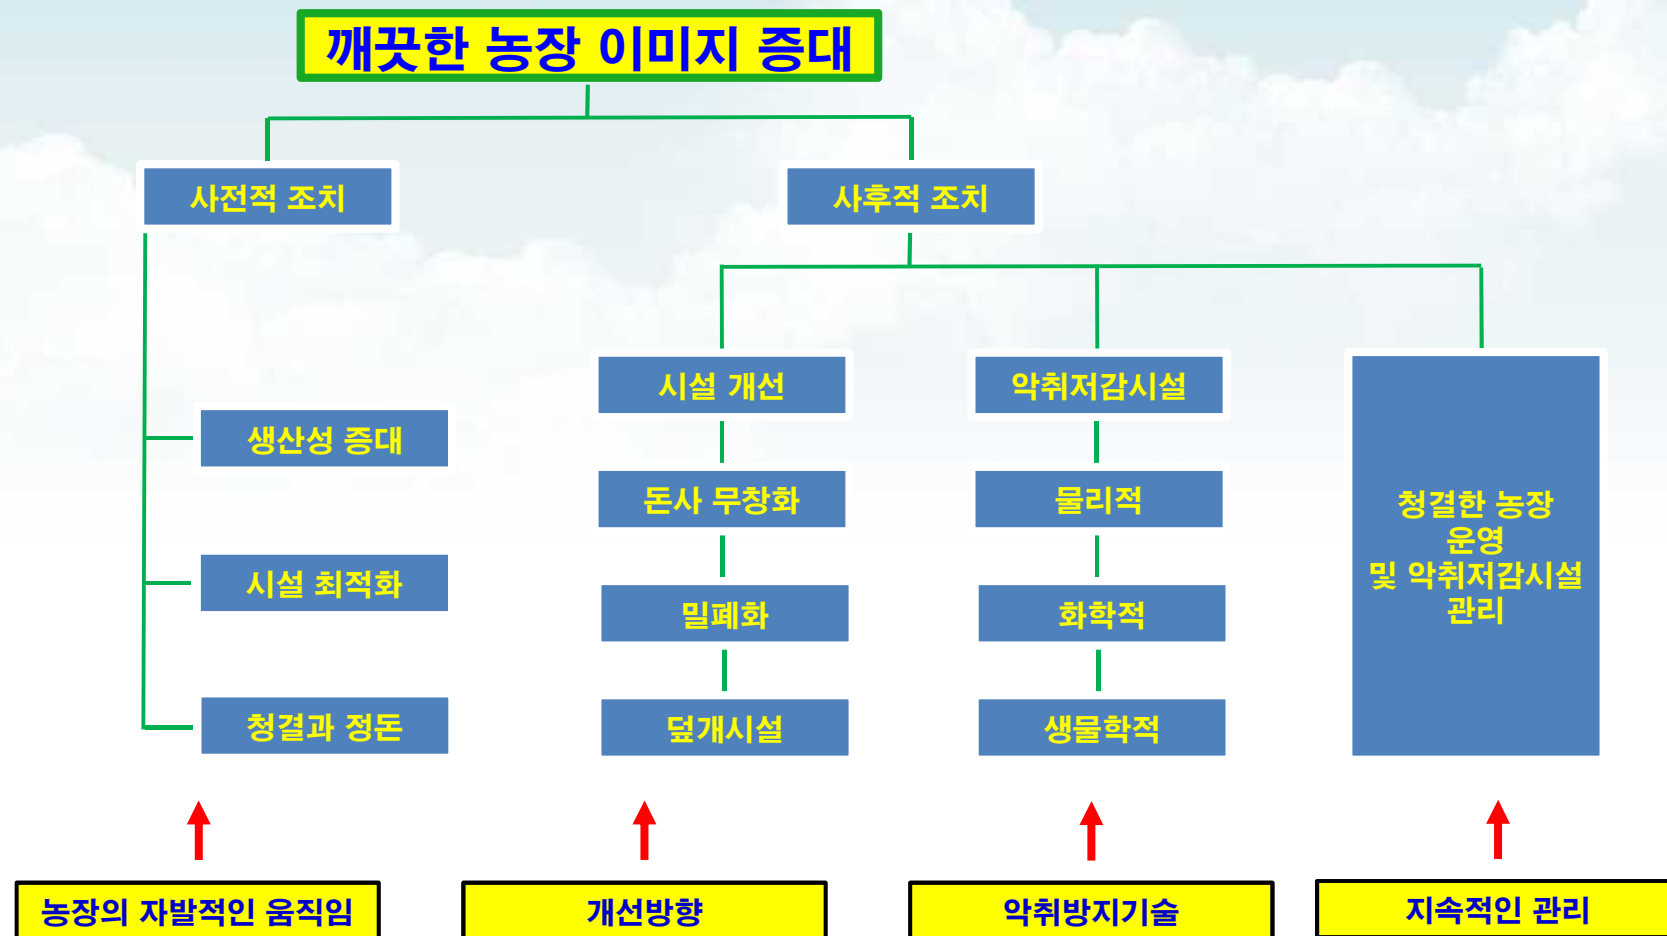 깨끗한 농장 이미지 증대
사전적 조치
사후적 조치
생산성 증대
시설 최적화
청결과 정돈
시설 개선
돈사 무창화
밀폐화
덮개시설
악취저감시설
물리적
화학적
생물학적
청결한 농장
운영
및 악취저감시설
관리
농장의 자발적인 움직임
개선방향
악취방지기술
지속적인 관리